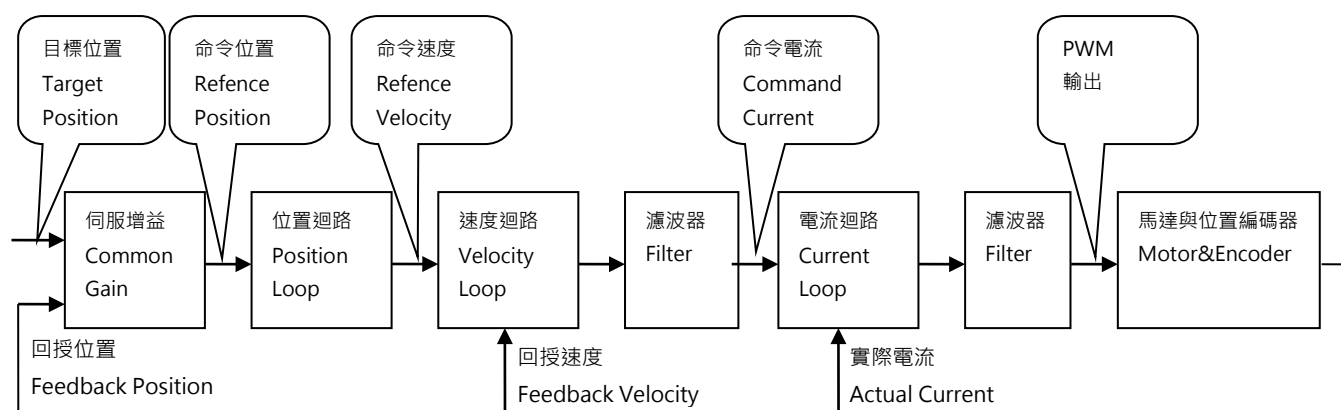 目標位置
Target
Position
命令位置
Refence
Position
命令速度
Refence
Velocity
命令電流
Command
Current
PWM
輸出
伺服增益
Common
Gain
位置迴路
Position
Loop
速度迴路
Velocity
Loop
濾波器
Filter
電流迴路
Current
Loop
濾波器
Filter
馬達與位置編碼器
Motor&Encoder
回授位置
Feedback Position
回授速度
Feedback Velocity
實際電流
Actual Current